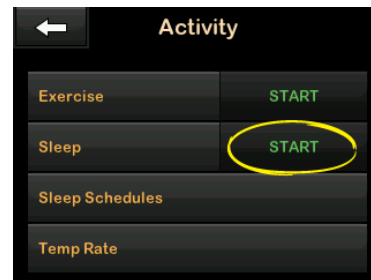 Activity
Exercise START
Sleep START
Sleep Schedules
Temp Rate